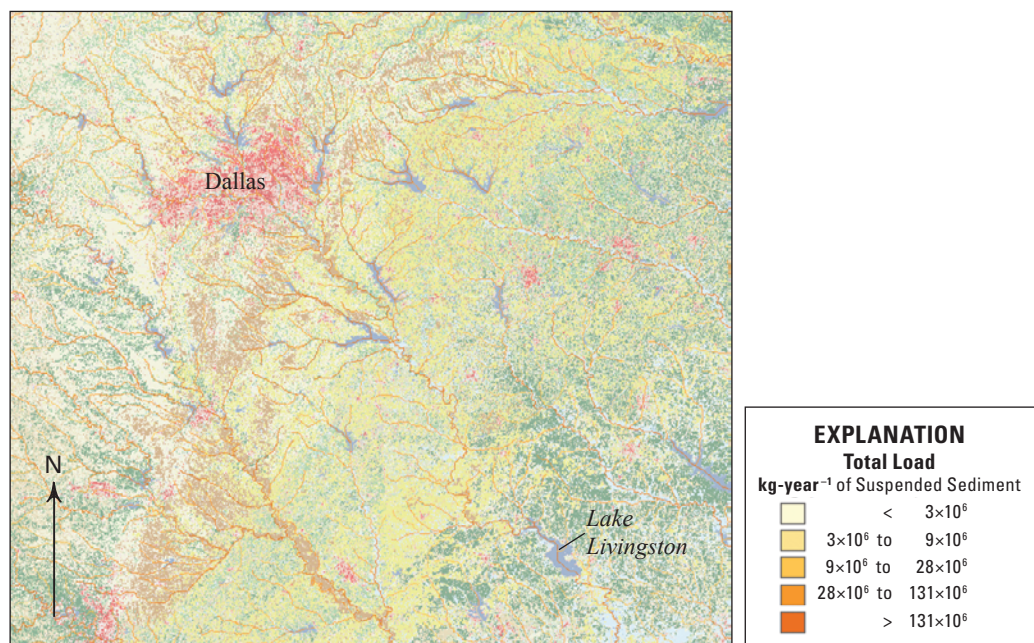 Dallas
N
Lake
Livingston
EXPLANATION
Total Load
kg-year⁻¹ of Suspended Sediment
< 3×10⁶
3×10⁶ to 9×10⁶
9×10⁶ to 28×10⁶
28×10⁶ to 131×10⁶
> 131×10⁶